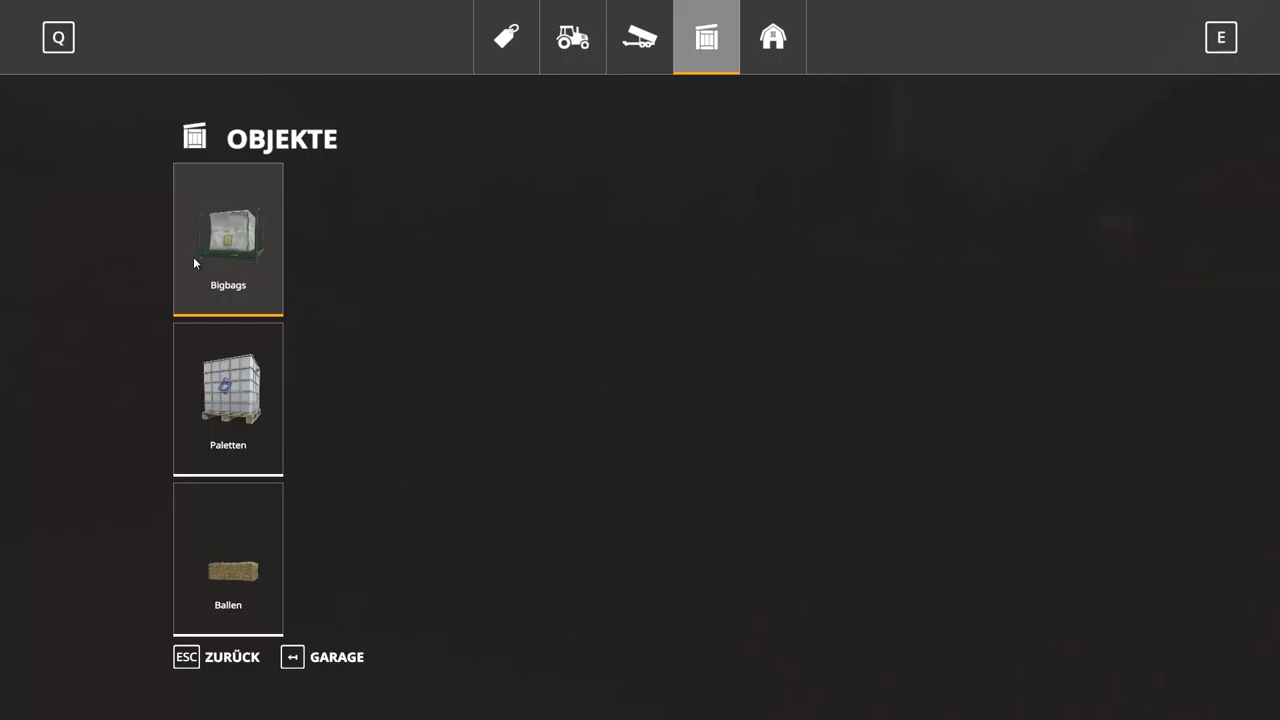 Q
E
OBJEKTE
Bigbags
Paletten
Ballen
ESC ZURÜCK GARAGE